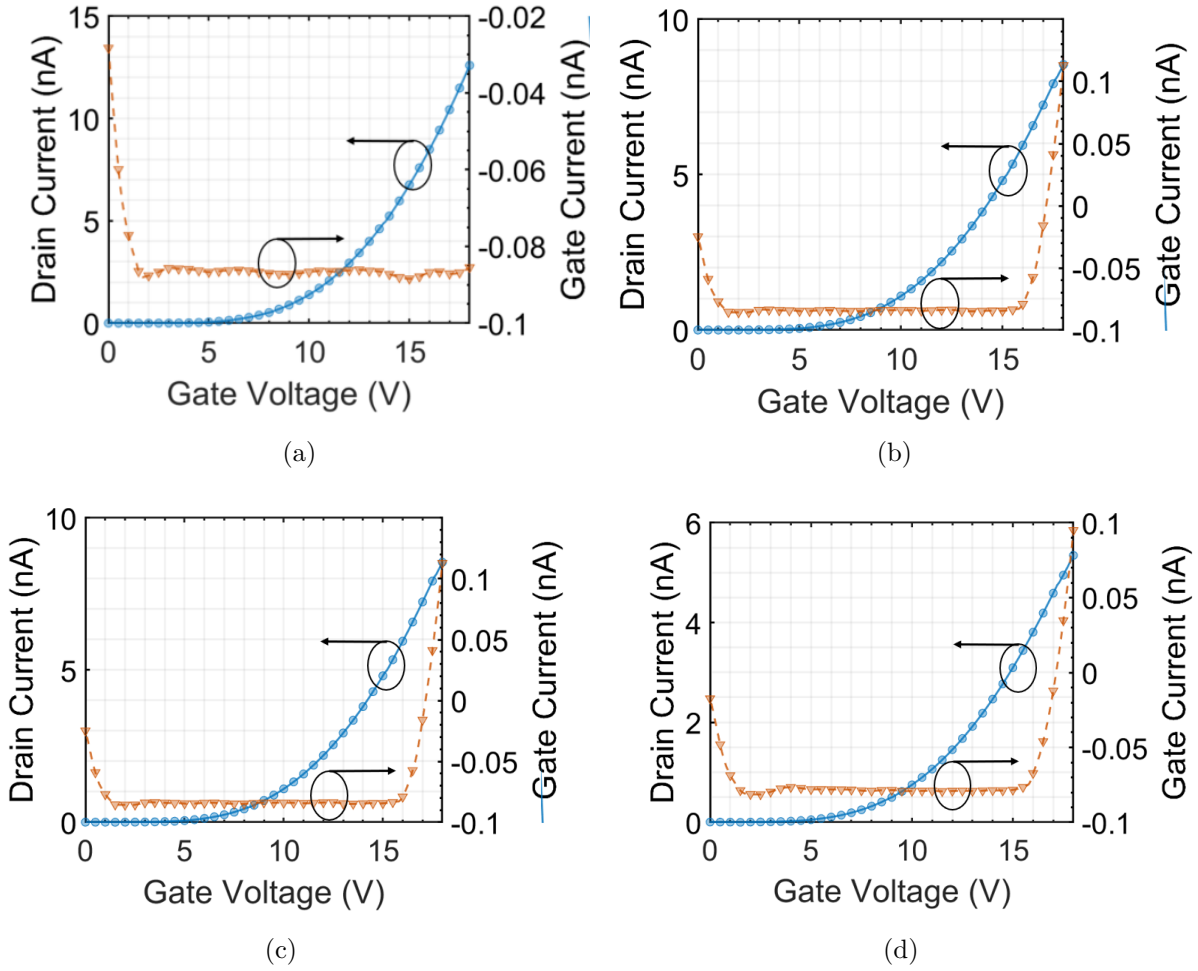 15
10
5
0
Drain Current (nA)
-0.02
-0.04
-0.06
-0.08
-0.1
Gate Current (nA)
0 5 10 15
Gate Voltage (V)
(a)
10
5
0
Drain Current (nA)
0.1
0.05
0
-0.05
-0.1
Gate Current (nA)
0 5 10 15
Gate Voltage (V)
(b)
10
5
0
Drain Current (nA)
0.1
0.05
0
-0.05
-0.1
Gate Current (nA)
0 5 10 15
Gate Voltage (V)
(c)
6
4
2
0
Drain Current (nA)
0.1
0.05
0
-0.05
-0.1
Gate Current (nA)
0 5 10 15
Gate Voltage (V)
(d)